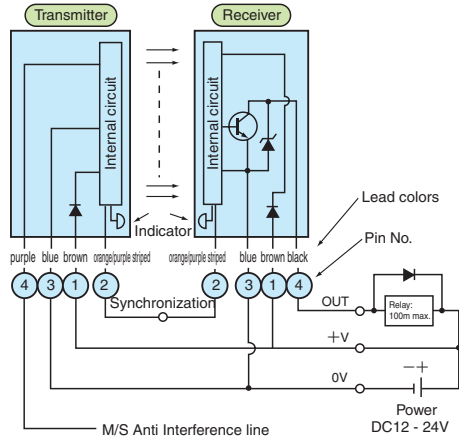 Transmitter
Receiver
Internal circuit
Internal circuit
Indicator
Lead colors
purple blue brown orange/purple striped
orange/purple striped blue brown black
Pin No.
4 3 1 2
2 3 1 4
Synchronization
OUT
Relay:
100m max.
+V
0V
− +
Power
DC12 - 24V
M/S Anti Interference line